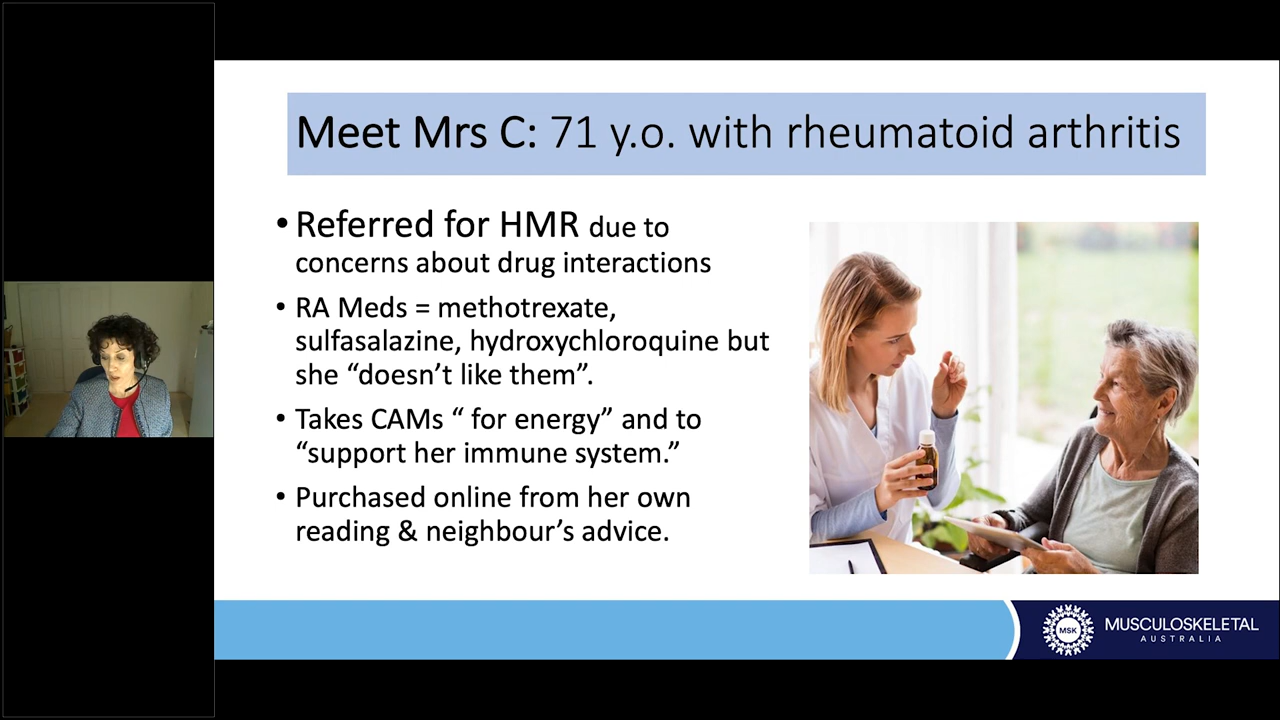 Meet Mrs C: 71 y.o. with rheumatoid arthritis
• Referred for HMR due to
concerns about drug interactions
• RA Meds = methotrexate,
sulfasalazine, hydroxychloroquine but
she “doesn’t like them”.
• Takes CAMs “ for energy” and to
“support her immune system.”
• Purchased online from her own
reading & neighbour’s advice.
MSK
MUSCULOSKELETAL
AUSTRALIA